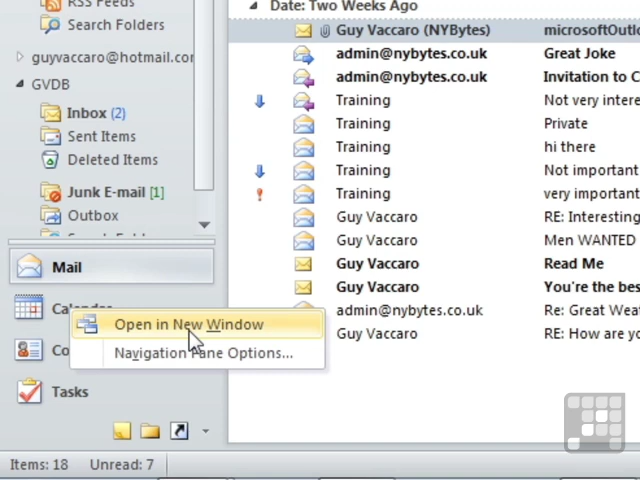 RSS Feeds
Search Folders
guyvaccaro@hotmail.cor
GVDB
Inbox (2)
Sent Items
Deleted Items
Junk E-mail [1]
Outbox
Mail
Calendar
Open in New Window
Navigation Pane Options...
Co
Tasks
Items: 18 Unread: 7
Date: Two Weeks Ago
Guy Vaccaro (NYBytes) microsoftOutlo
admin@nybytes.co.uk Great Joke
admin@nybytes.co.uk Invitation to C
Training Not very intere
Training Private
Training hi there
Training Not important
Training very important
Guy Vaccaro RE: Interesting
Guy Vaccaro Men WANTED
Guy Vaccaro Read Me
Guy Vaccaro You're the bes
admin@nybytes.co.uk Re: Great Weat
Guy Vaccaro RE: How are yo